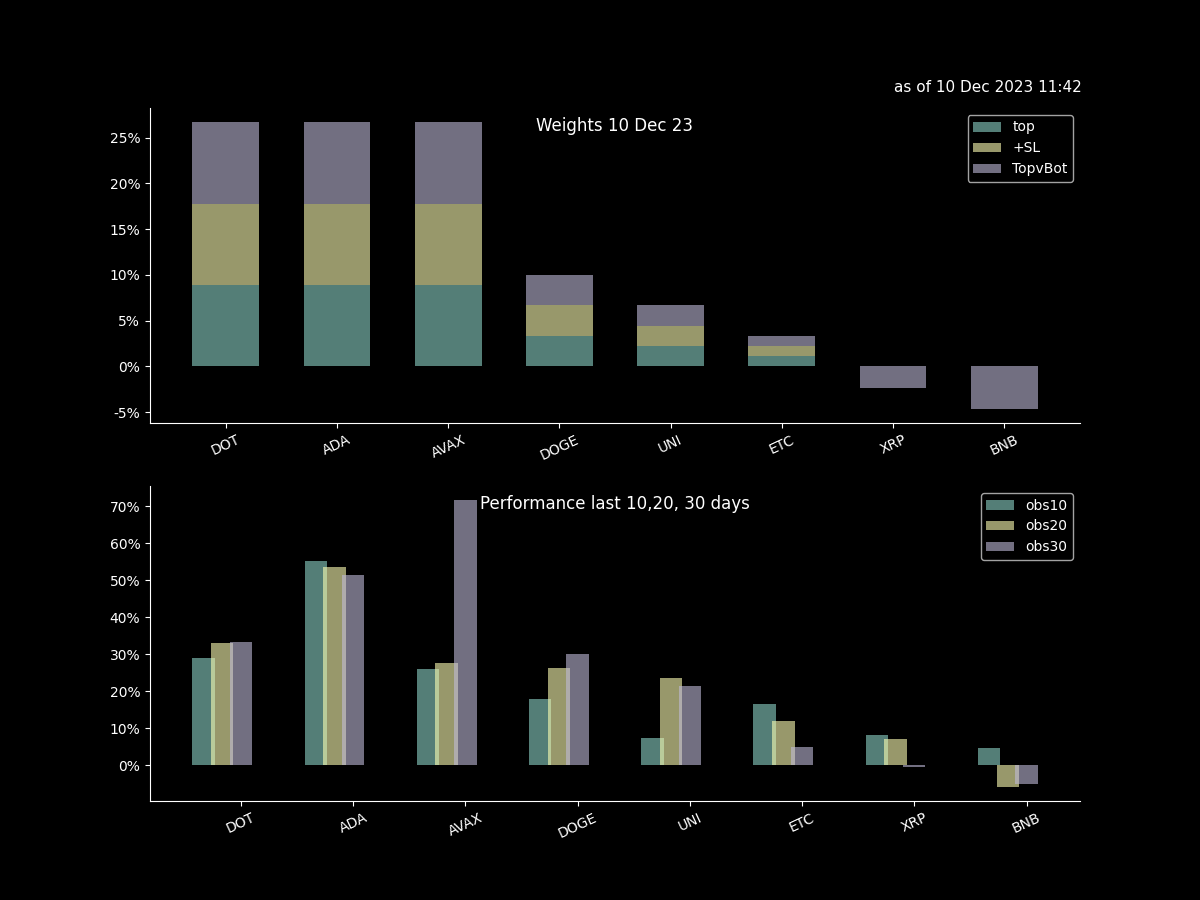 as of 10 Dec 2023 11:42
Weights 10 Dec 23
top
+SL
TopvBot
25%
20%
15%
10%
5%
0%
-5%
DOT ADA AVAX DOGE UNI ETC XRP BNB
Performance last 10,20, 30 days
obs10
obs20
obs30
70%
60%
50%
40%
30%
20%
10%
0%
DOT ADA AVAX DOGE UNI ETC XRP BNB